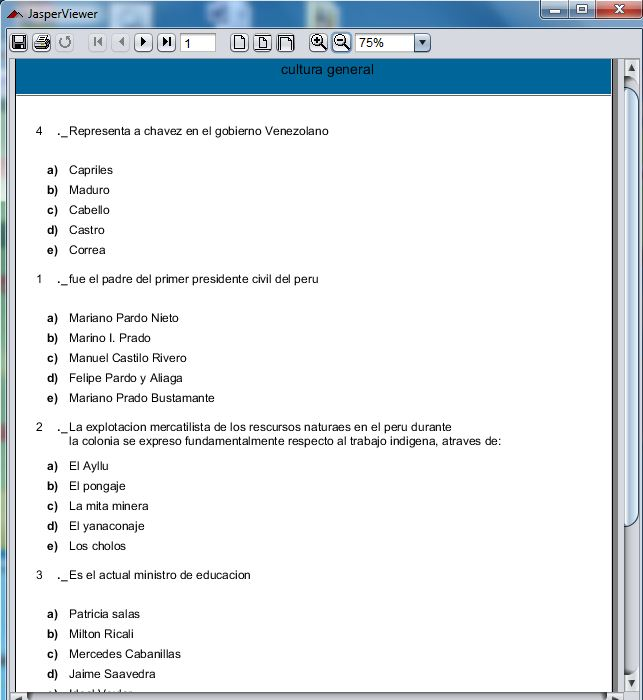 JasperViewer
1
75%
cultura general
4 ._Representa a chavez en el gobierno Venezolano
a) Capriles
b) Maduro
c) Cabello
d) Castro
e) Correa
1 ._fue el padre del primer presidente civil del peru
a) Mariano Pardo Nieto
b) Marino I. Prado
c) Manuel Castilo Rivero
d) Felipe Pardo y Aliaga
e) Mariano Prado Bustamante
2 ._La explotacion mercatilista de los rescursos naturaes en el peru durante
la colonia se expreso fundamentalmente respecto al trabajo indigena, atraves de:
a) El Ayllu
b) El pongaje
c) La mita minera
d) El yanaconaje
e) Los cholos
3 ._Es el actual ministro de educacion
a) Patricia salas
b) Milton Ricali
c) Mercedes Cabanillas
d) Jaime Saavedra